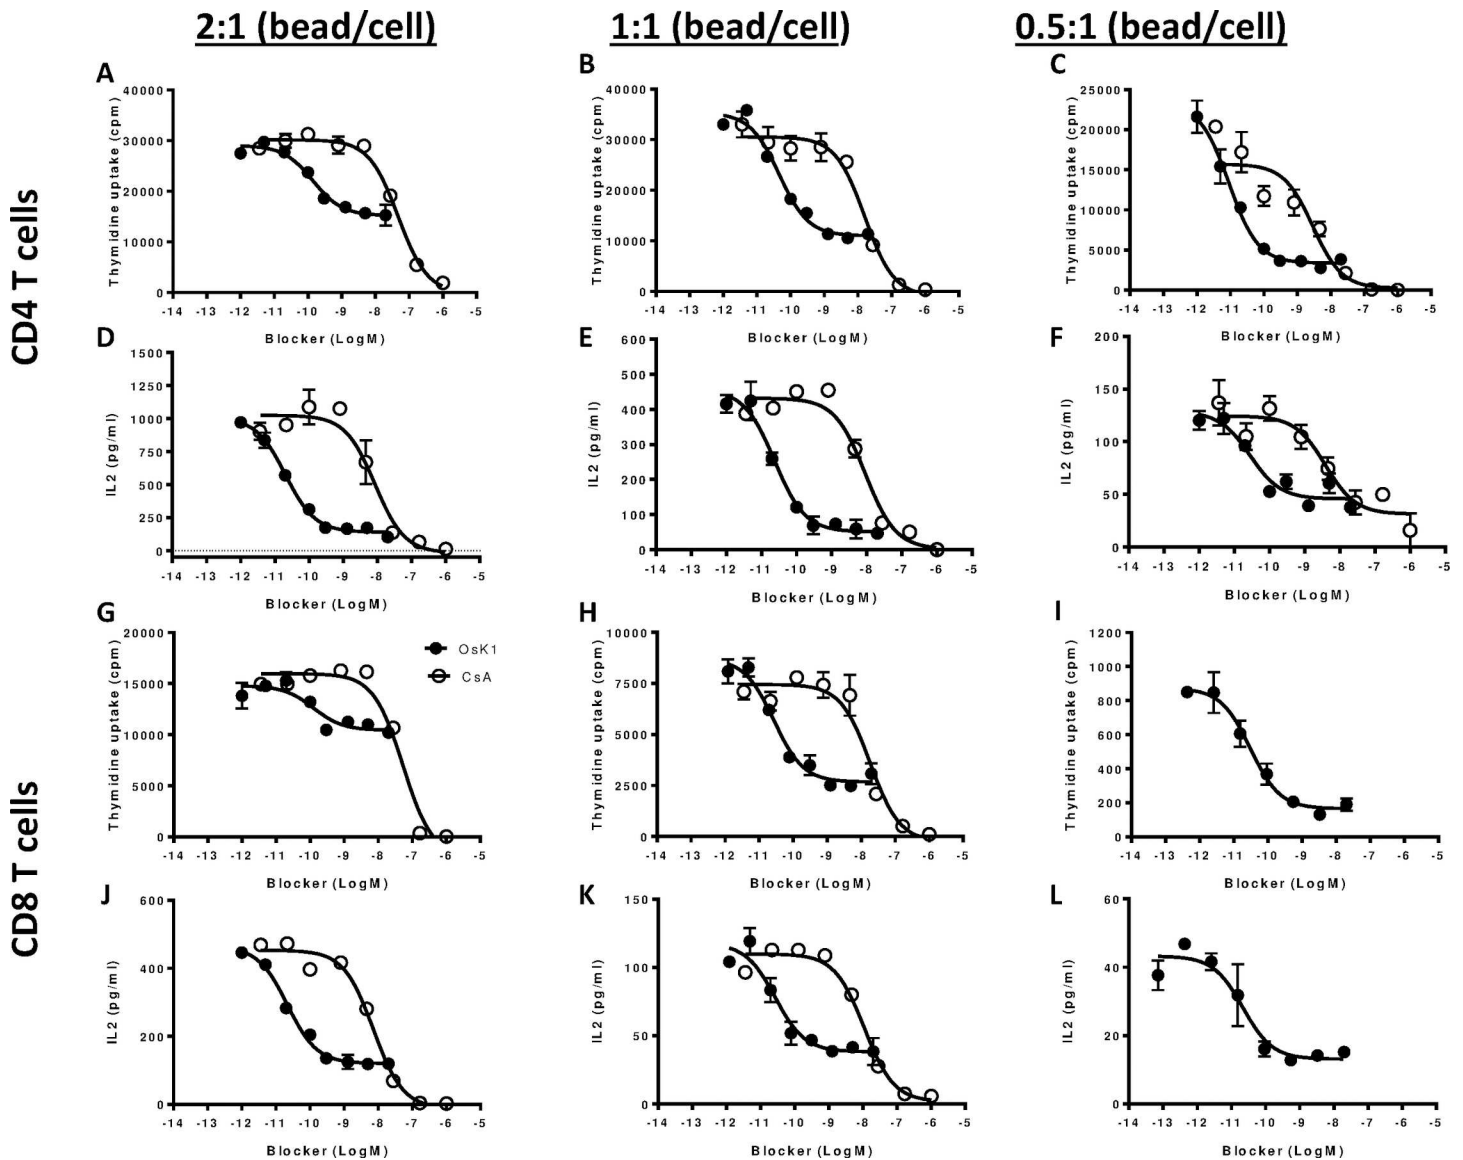 2:1 (bead/cell)
1:1 (bead/cell)
0.5:1 (bead/cell)
CD4 T cells
CD8 T cells
A
Thymidine uptake (cpm)
40000
30000
20000
10000
0
-14 -13 -12 -11 -10 -9 -8 -7 -6 -5
Blocker (LogM)
B
Thymidine uptake (cpm)
40000
30000
20000
10000
0
-14 -13 -12 -11 -10 -9 -8 -7 -6 -5
Blocker (LogM)
C
Thymidine uptake (cpm)
25000
20000
15000
10000
5000
0
-14 -13 -12 -11 -10 -9 -8 -7 -6 -5
Blocker (LogM)
D
IL2 (pg/ml)
1500
1250
1000
750
500
250
0
-14 -13 -12 -11 -10 -9 -8 -7 -6 -5
Blocker (LogM)
E
IL2 (pg/ml)
600
500
400
300
200
100
0
-14 -13 -12 -11 -10 -9 -8 -7 -6 -5
Blocker (LogM)
F
IL2 (pg/ml)
200
150
100
50
0
-14 -13 -12 -11 -10 -9 -8 -7 -6 -5
Blocker (LogM)
G
Thymidine uptake (cpm)
20000
15000
10000
5000
0
-14 -13 -12 -11 -10 -9 -8 -7 -6 -5
Blocker (LogM)
OsK1
CsA
H
Thymidine uptake (cpm)
10000
7500
5000
2500
0
-14 -13 -12 -11 -10 -9 -8 -7 -6 -5
Blocker (LogM)
I
Thymidine uptake (cpm)
1200
1000
800
600
400
200
0
-14 -13 -12 -11 -10 -9 -8 -7 -6 -5
Blocker (LogM)
J
IL2 (pg/ml)
600
400
200
0
-14 -13 -12 -11 -10 -9 -8 -7 -6 -5
Blocker (LogM)
K
IL2 (pg/ml)
150
100
50
0
-14 -13 -12 -11 -10 -9 -8 -7 -6 -5
Blocker (LogM)
L
IL2 (pg/ml)
60
40
20
0
-14 -13 -12 -11 -10 -9 -8 -7 -6 -5
Blocker (LogM)